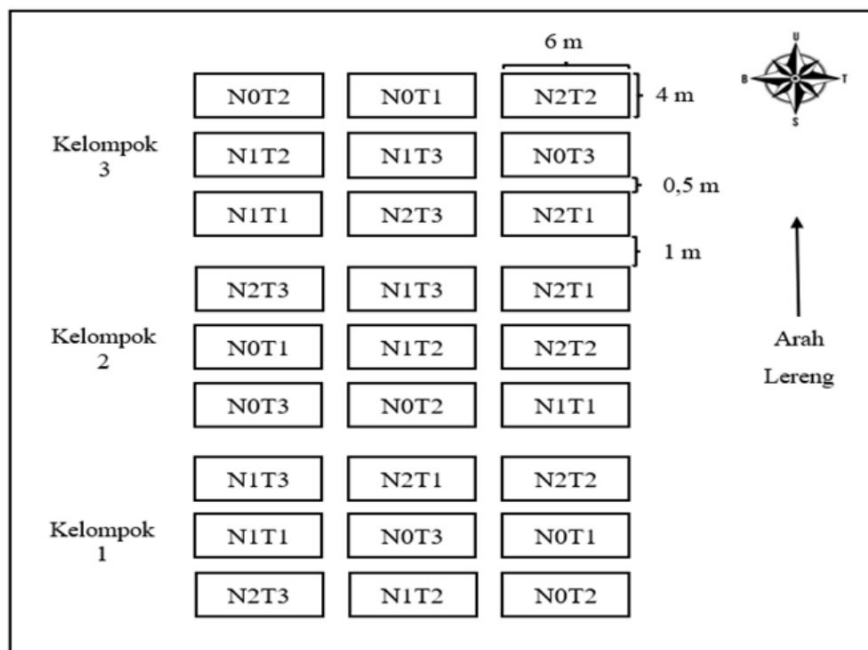 6 m
U
B T
S
N0T2 N0T1 N2T2
4 m
Kelompok
3
N1T2 N1T3 N0T3
0,5 m
N1T1 N2T3 N2T1
1 m
N2T3 N1T3 N2T1
Kelompok
2
N0T1 N1T2 N2T2
Arah
Lereng
N0T3 N0T2 N1T1
N1T3 N2T1 N2T2
Kelompok
1
N1T1 N0T3 N0T1
N2T3 N1T2 N0T2